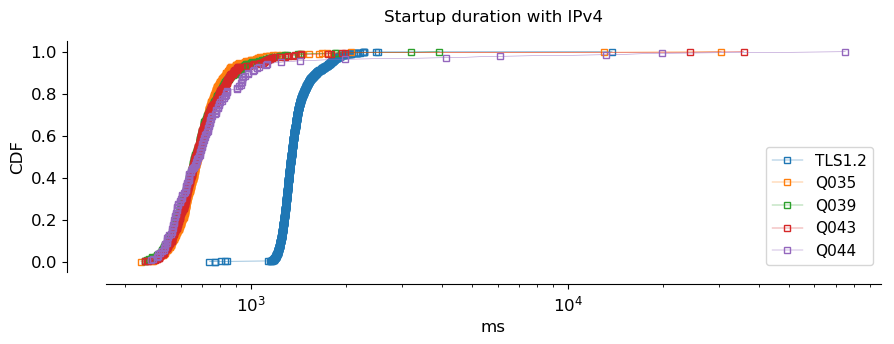 Startup duration with IPv4
CDF
1.0
0.8
0.6
0.4
0.2
0.0
TLS1.2
Q035
Q039
Q043
Q044
10³
10⁴
ms